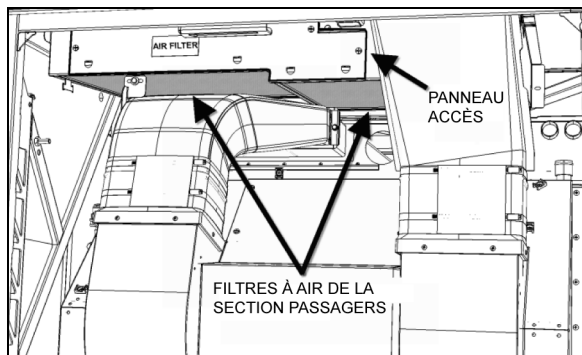 AIR FILTER
PANNEAU
ACCÈS
FILTRES À AIR DE LA
SECTION PASSAGERS